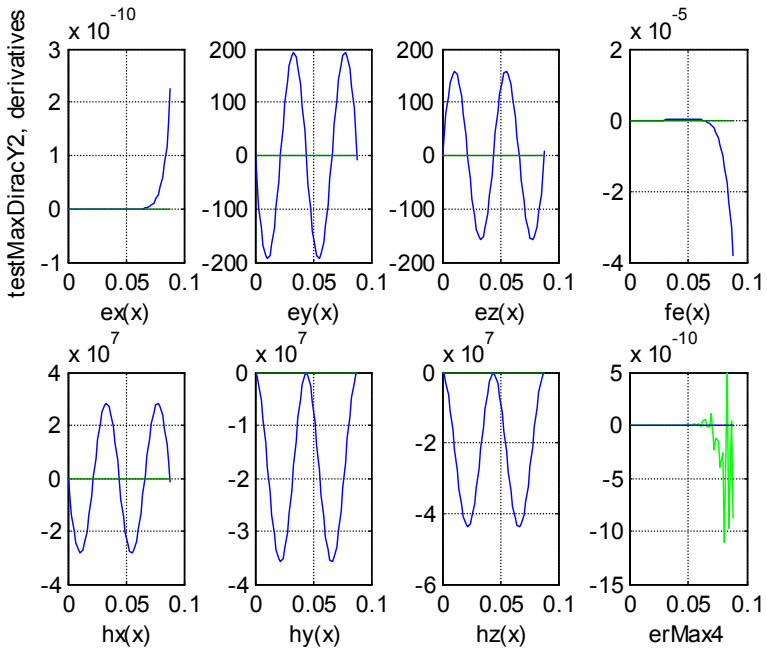 testMaxDiracY2, derivatives
x 10^-10
3
2
1
0
-1
0 0.05 0.1
ex(x)
200
100
0
-100
-200
0 0.05 0.1
ey(x)
200
100
0
-100
-200
0 0.05 0.1
ez(x)
x 10^-5
2
0
-2
-4
0 0.05 0.1
fe(x)
x 10^7
4
2
0
-2
-4
0 0.05 0.1
hx(x)
x 10^7
0
-1
-2
-3
-4
0 0.05 0.1
hy(x)
x 10^7
0
-2
-4
-6
0 0.05 0.1
hz(x)
x 10^-10
5
0
-5
-10
-15
0 0.05 0.1
erMax4